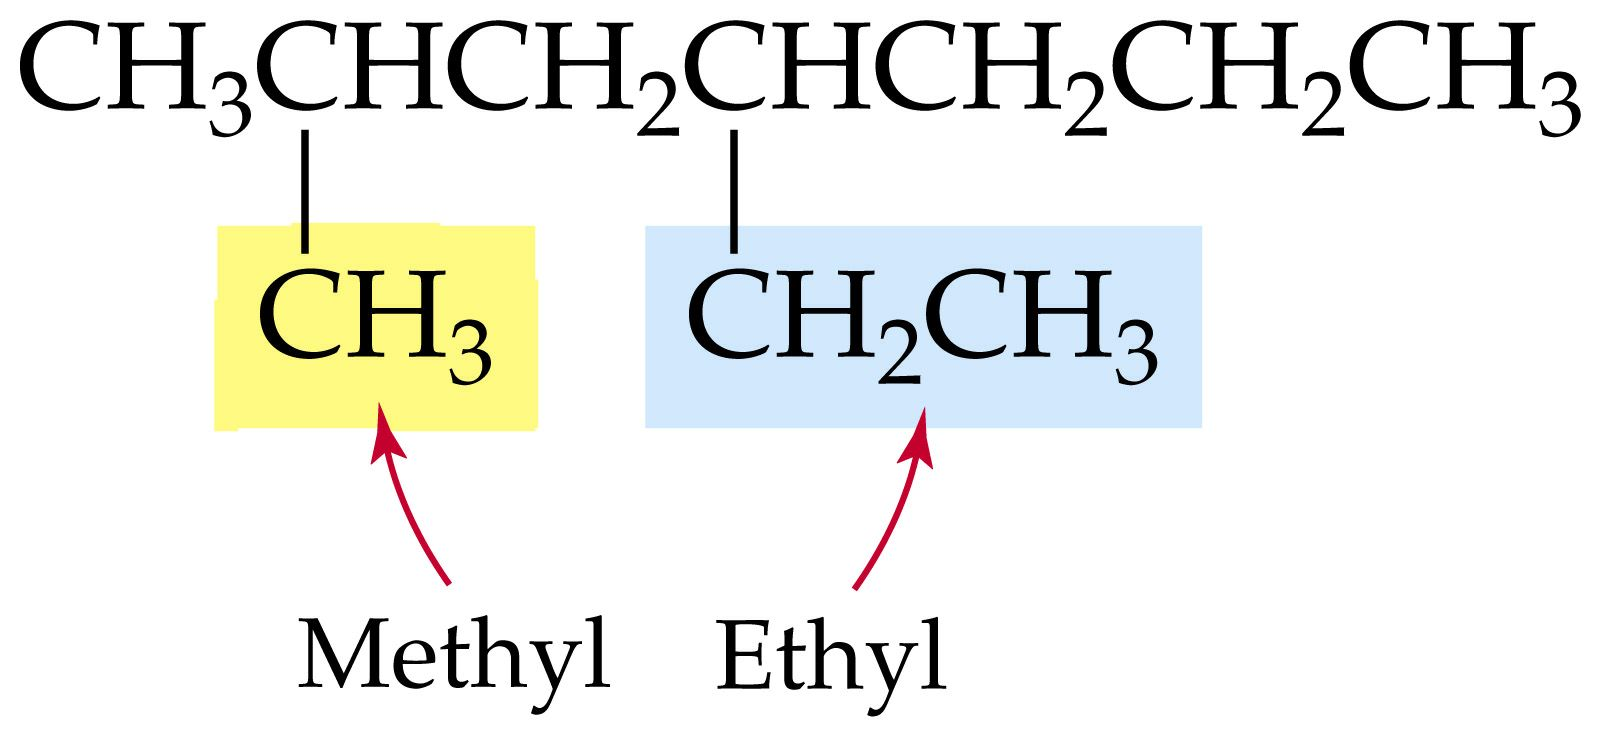 CH₃CHCH₂CHCH₂CH₂CH₃
CH₃ CH₂CH₃
Methyl Ethyl